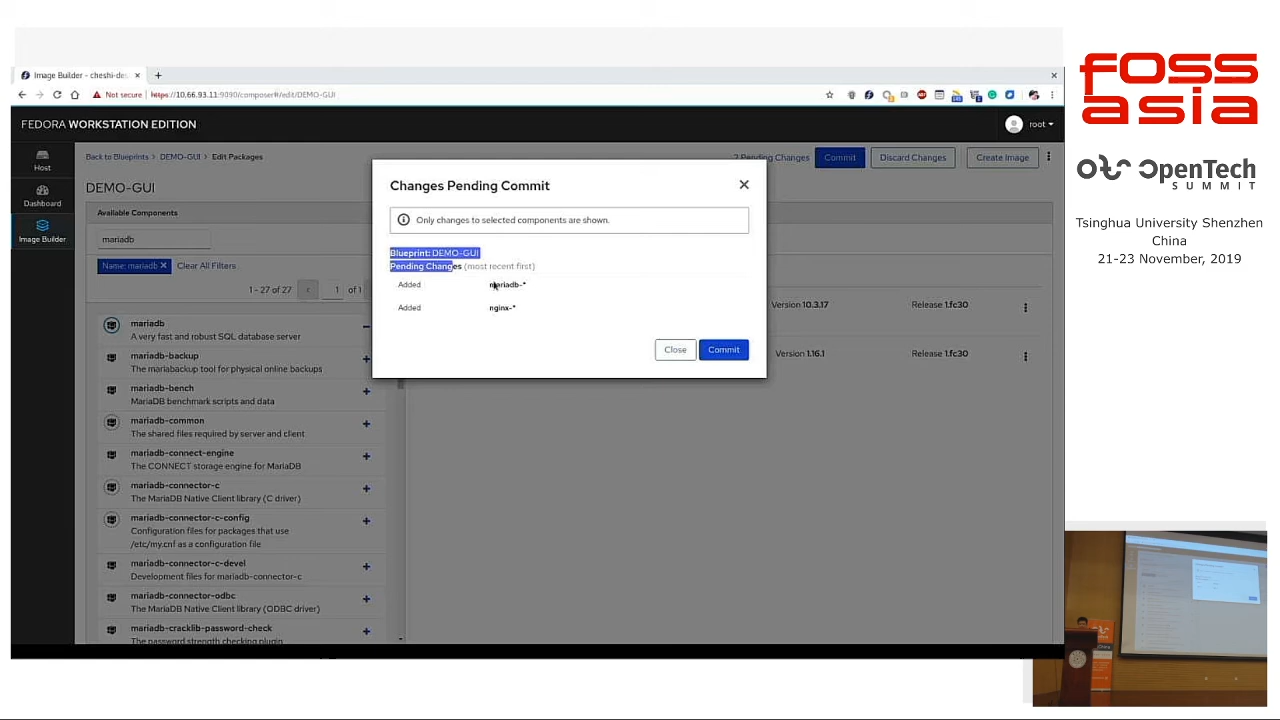 Image Builder - cheshi-de
Not secure https://10.66.93.11:9090/composer#/edit/DEMO-GUI
FEDORA WORKSTATION EDITION
root
Host
Dashboard
Image Builder
Back to Blueprints > DEMO-GUI > Edit Packages
2 Pending Changes
Commit
Discard Changes
Create Image
DEMO-GUI
Available Components
mariadb
Name: mariadb
Clear All Filters
1 - 27 of 27
1 of 1
mariadb
A very fast and robust SQL database server
mariadb-backup
The mariabackup tool for physical online backups
mariadb-bench
MariaDB benchmark scripts and data
mariadb-common
The shared files required by server and client
mariadb-connect-engine
The CONNECT storage engine for MariaDB
mariadb-connector-c
The MariaDB Native Client library (C driver)
mariadb-connector-c-config
Configuration files for packages that use
/etc/my.cnf as a configuration file
mariadb-connector-c-devel
Development files for mariadb-connector-c
mariadb-connector-odbc
The MariaDB Native Client library (ODBC driver)
mariadb-cracklib-password-check
The password strength checking plugin
Changes Pending Commit
Only changes to selected components are shown.
Blueprint: DEMO-GUI
Pending Changes (most recent first)
Added mariadb-*
Added nginx-*
Close
Commit
Version 10.3.17 Release 1.fc30
Version 1.16.1 Release 1.fc30
FOSS
ASIA
OpenTech
SUMMIT
Tsinghua University Shenzhen
China
21-23 November, 2019